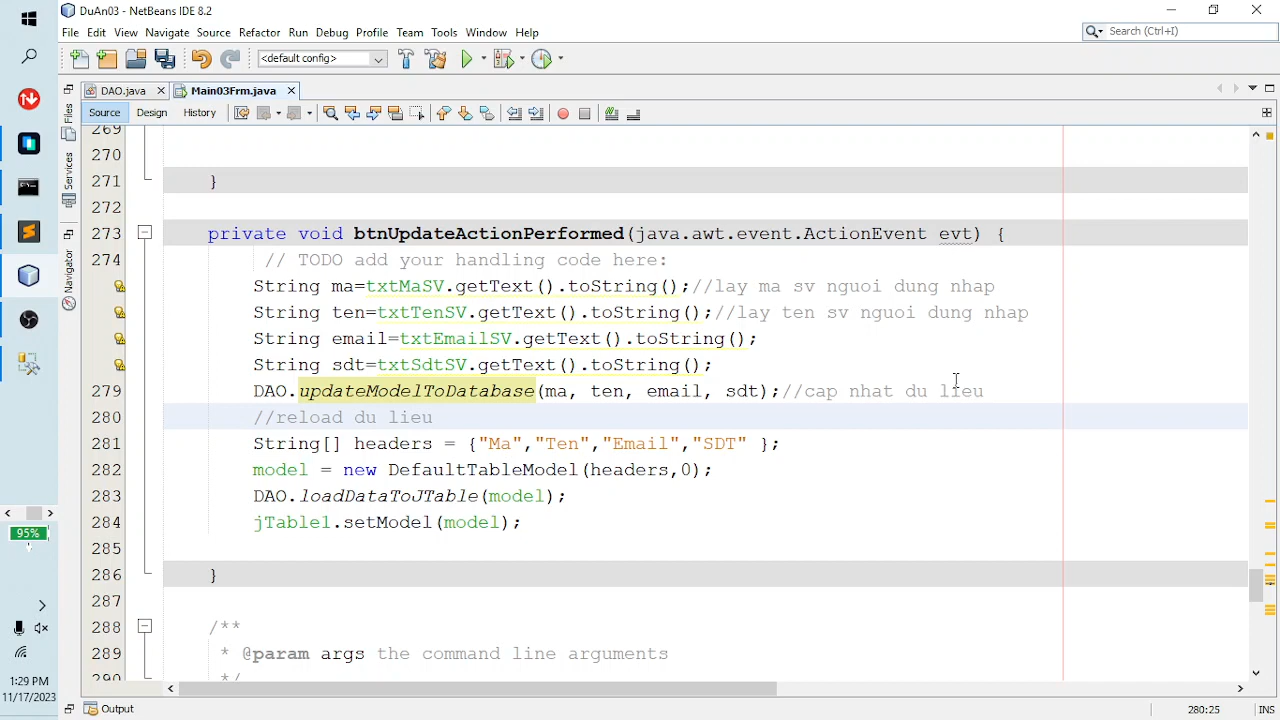 DuAn03 - NetBeans IDE 8.2
File Edit View Navigate Source Refactor Run Debug Profile Team Tools Window Help
Search (Ctrl+I)
<default config>
DAO.java
Main03Frm.java
Source Design History
Files
Services
Navigator
269
270
271 }
272
273 private void btnUpdateActionPerformed(java.awt.event.ActionEvent evt) {
274 // TODO add your handling code here:
String ma=txtMaSV.getText().toString();//lay ma sv nguoi dung nhap
String ten=txtTenSV.getText().toString();//lay ten sv nguoi dung nhap
String email=txtEmailSV.getText().toString();
String sdt=txtSdtSV.getText().toString();
279 DAO.updateModelToDatabase(ma, ten, email, sdt);//cap nhat du lieu
280 //reload du lieu
281 String[] headers = {"Ma","Ten","Email","SDT" };
282 model = new DefaultTableModel(headers,0);
283 DAO.loadDataToJTable(model);
284 jTable1.setModel(model);
285
286 }
287
288 /**
289 * @param args the command line arguments
290 */
95%
1:29 PM
11/17/2023
Output
280:25
INS